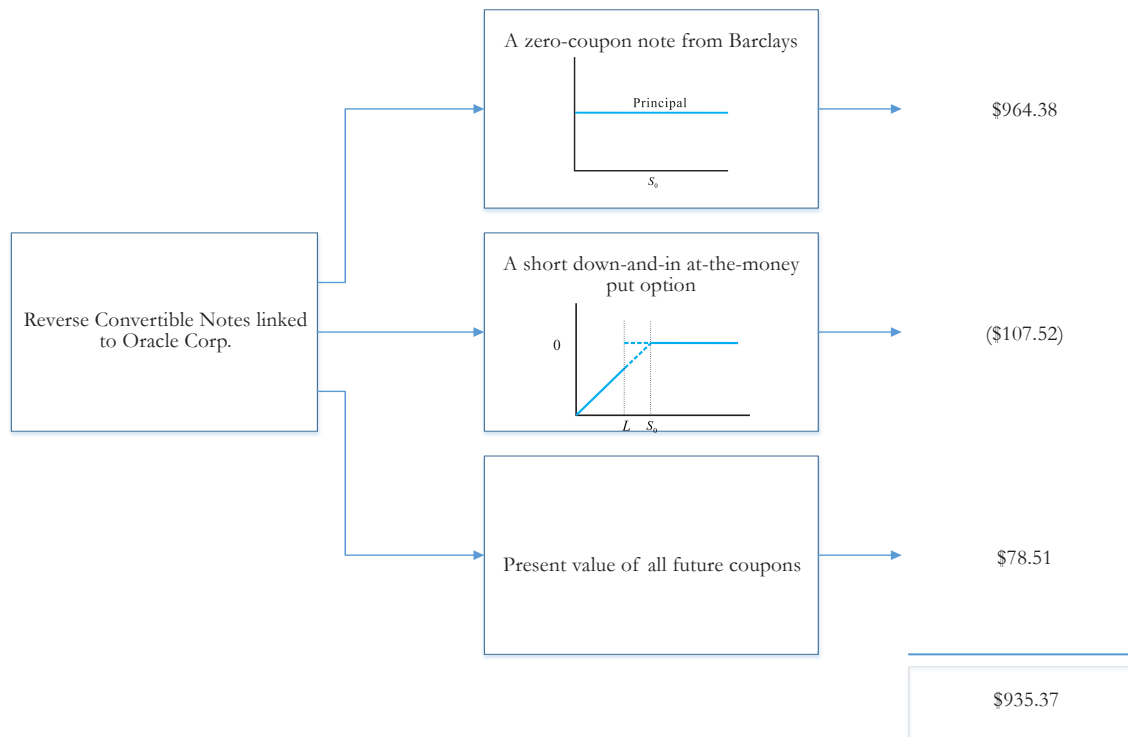 A zero-coupon note from Barclays
Principal
S₀
$964.38
Reverse Convertible Notes linked
to Oracle Corp.
A short down-and-in at-the-money
put option
0
L S₀
($107.52)
Present value of all future coupons
$78.51
$935.37